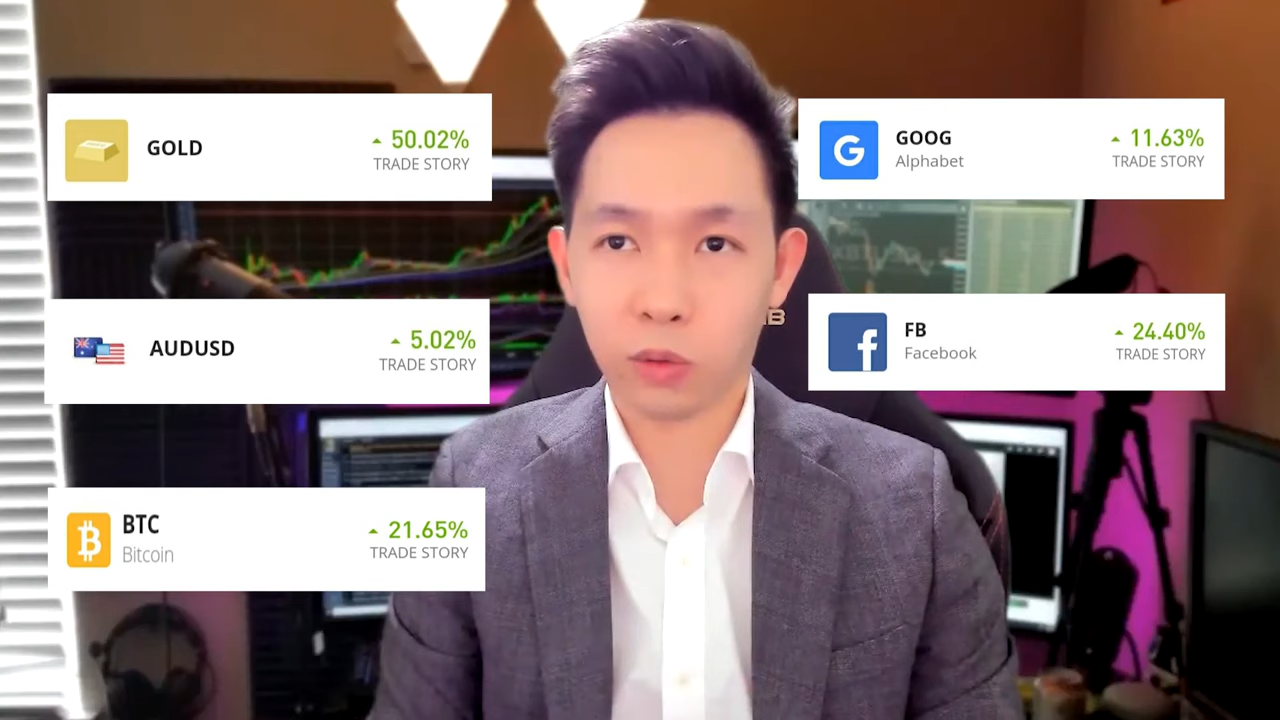 GOLD
50.02%
TRADE STORY
AUDUSD
5.02%
TRADE STORY
BTC
Bitcoin
21.65%
TRADE STORY
GOOG
Alphabet
11.63%
TRADE STORY
FB
Facebook
24.40%
TRADE STORY